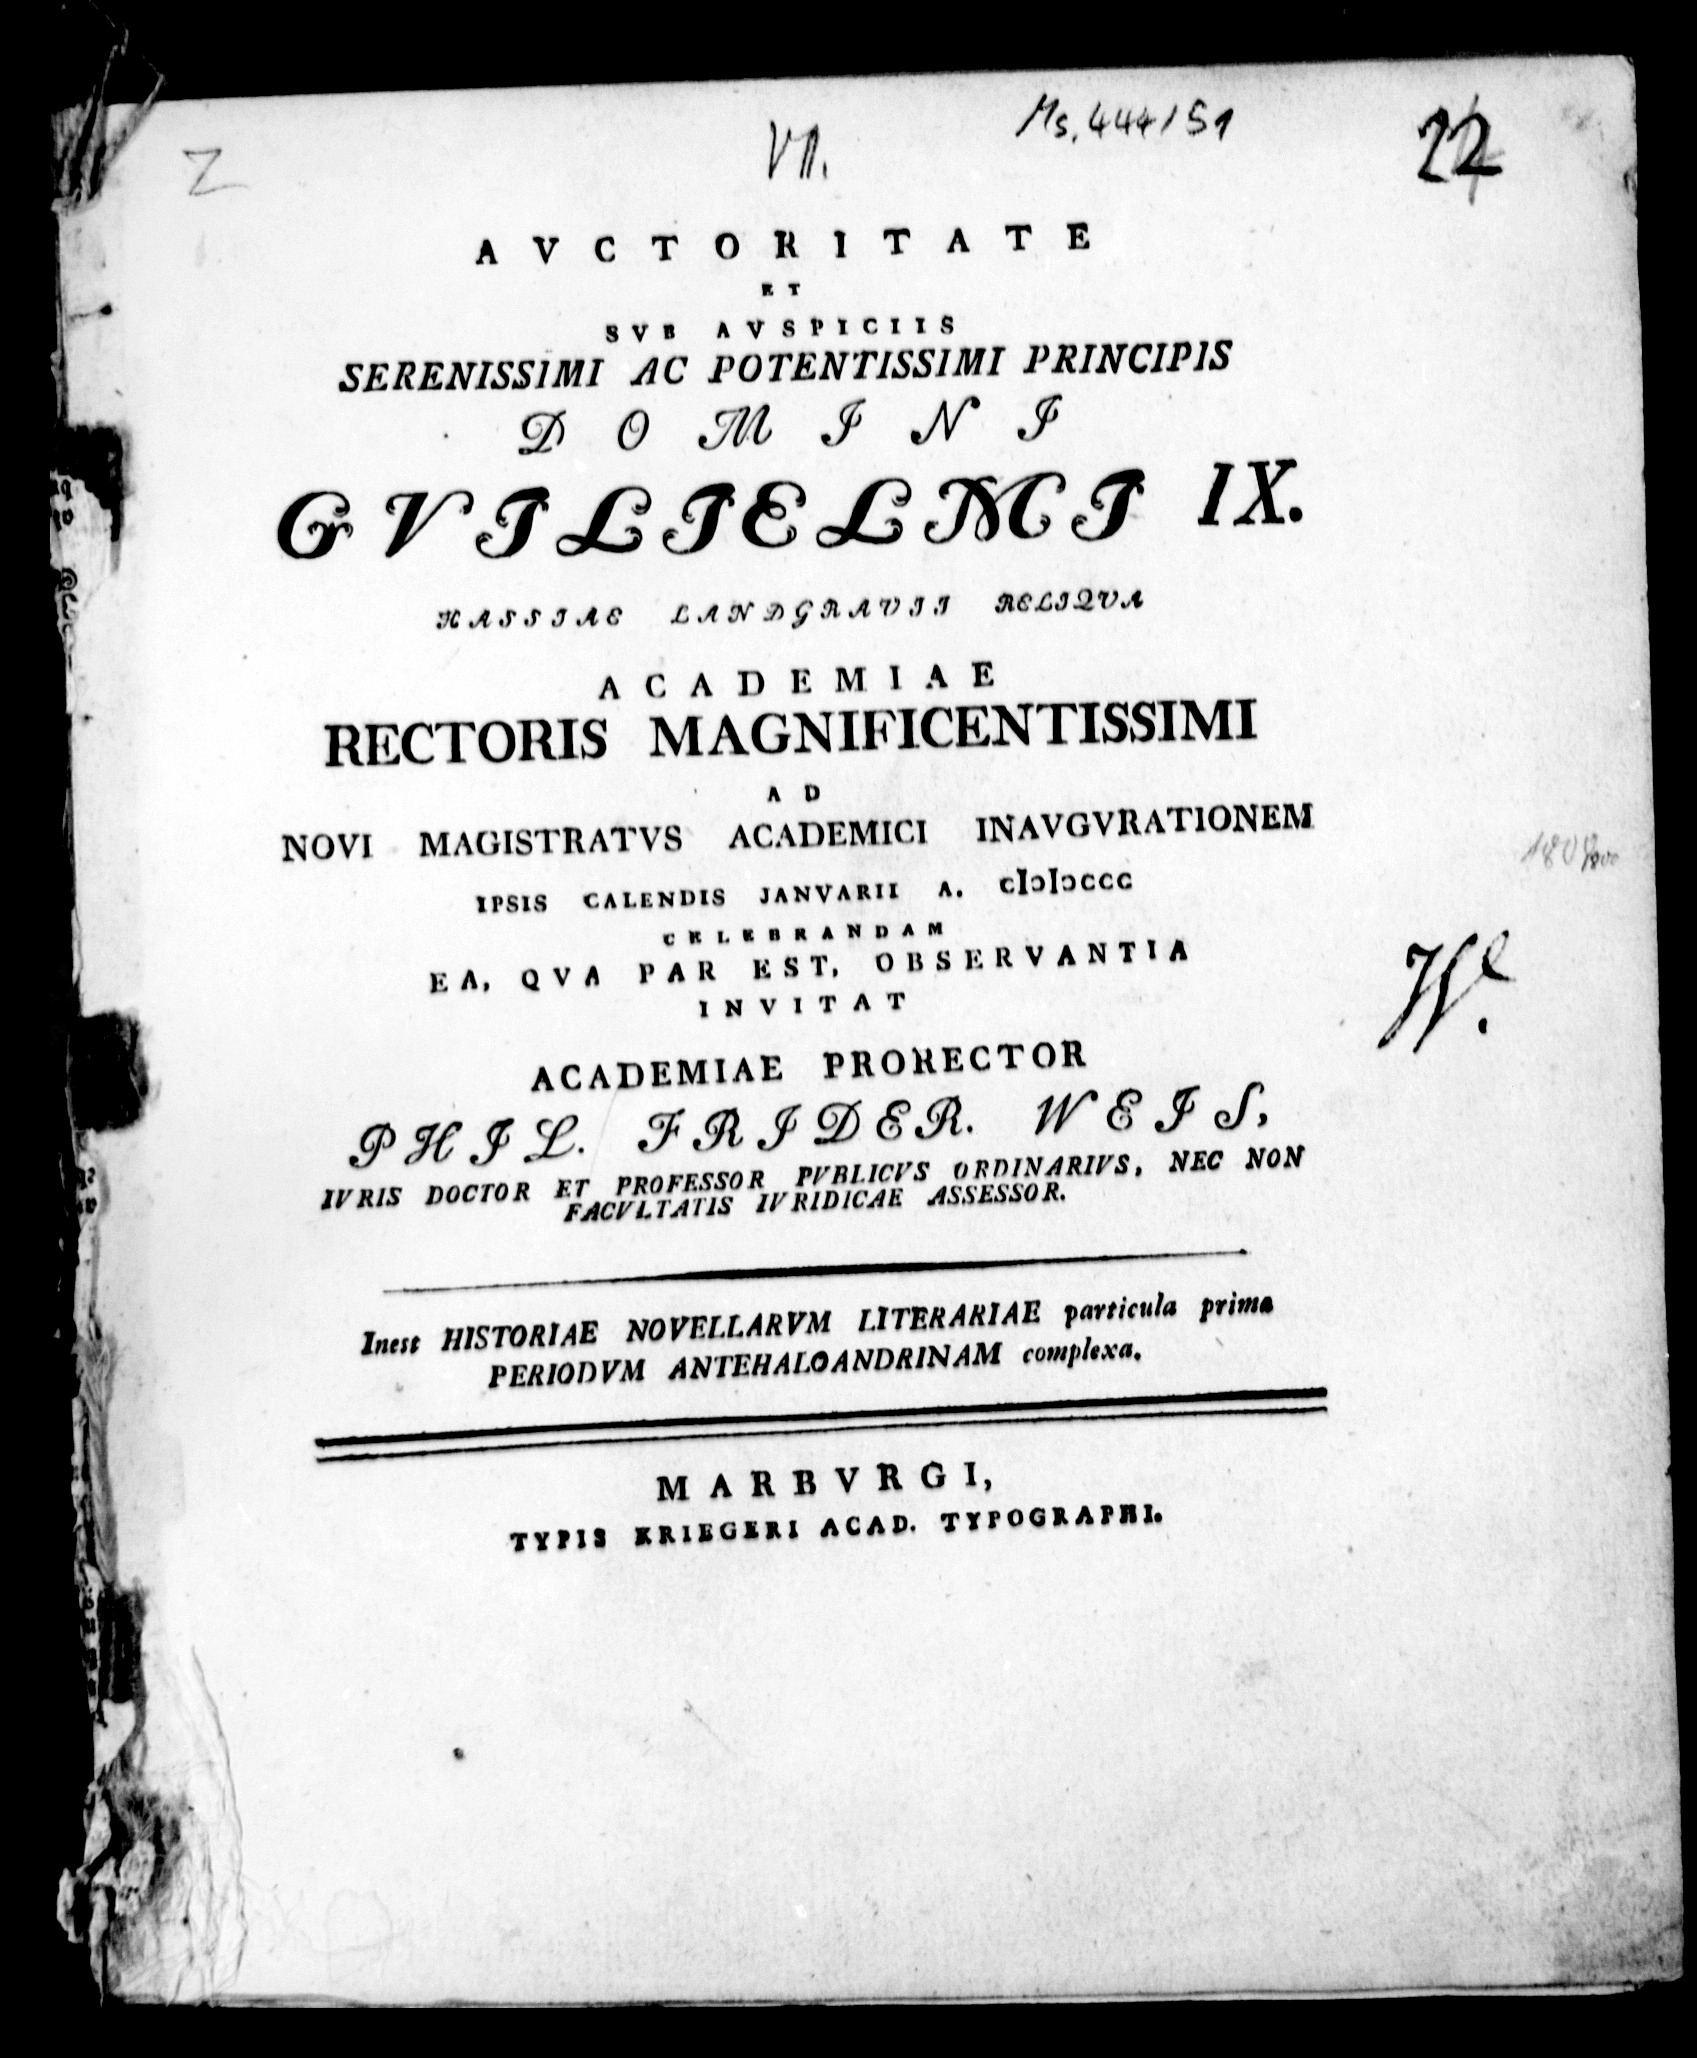 Ms. 444/51
VII.
22
Z
AVCTORITATE
ET
SVB AVSPICIIS
SERENISSIMI AC POTENTISSIMI PRINCIPIS
DOMINI
GVILIELMI IX.
HASSIAE LANDGRAVII RELIQVA
ACADEMIAE
RECTORIS MAGNIFICENTISSIMI
AD
NOVI MAGISTRATVS ACADEMICI INAVGVRATIONEM
IPSIS CALENDIS JANVARII A. CIↃIↃCCC
CELEBRANDAM
EA, QVA PAR EST, OBSERVANTIA
INVITAT
ACADEMIAE PRORECTOR
PHIL. FRIDER. WEIS,
IVRIS DOCTOR ET PROFESSOR PVBLICVS ORDINARIVS, NEC NON
FACVLTATIS IVRIDICAE ASSESSOR.
Inest HISTORIAE NOVELLARVM LITERARIAE particula prima
PERIODVM ANTEHALOANDRINAM complexa.
MARBVRGI,
TYPIS KRIEGERI ACAD. TYPOGRAPHI.